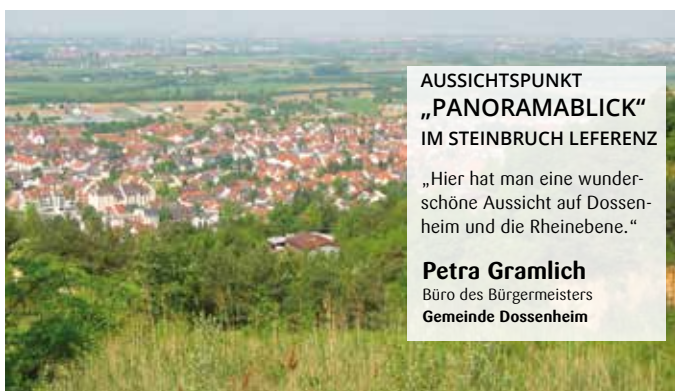 AUSSICHTSPUNKT
„PANORAMABLICK“
IM STEINBRUCH LEFERENZ
„Hier hat man eine wunder-
schöne Aussicht auf Dossen-
heim und die Rheinebene.“
Petra Gramlich
Büro des Bürgermeisters
Gemeinde Dossenheim